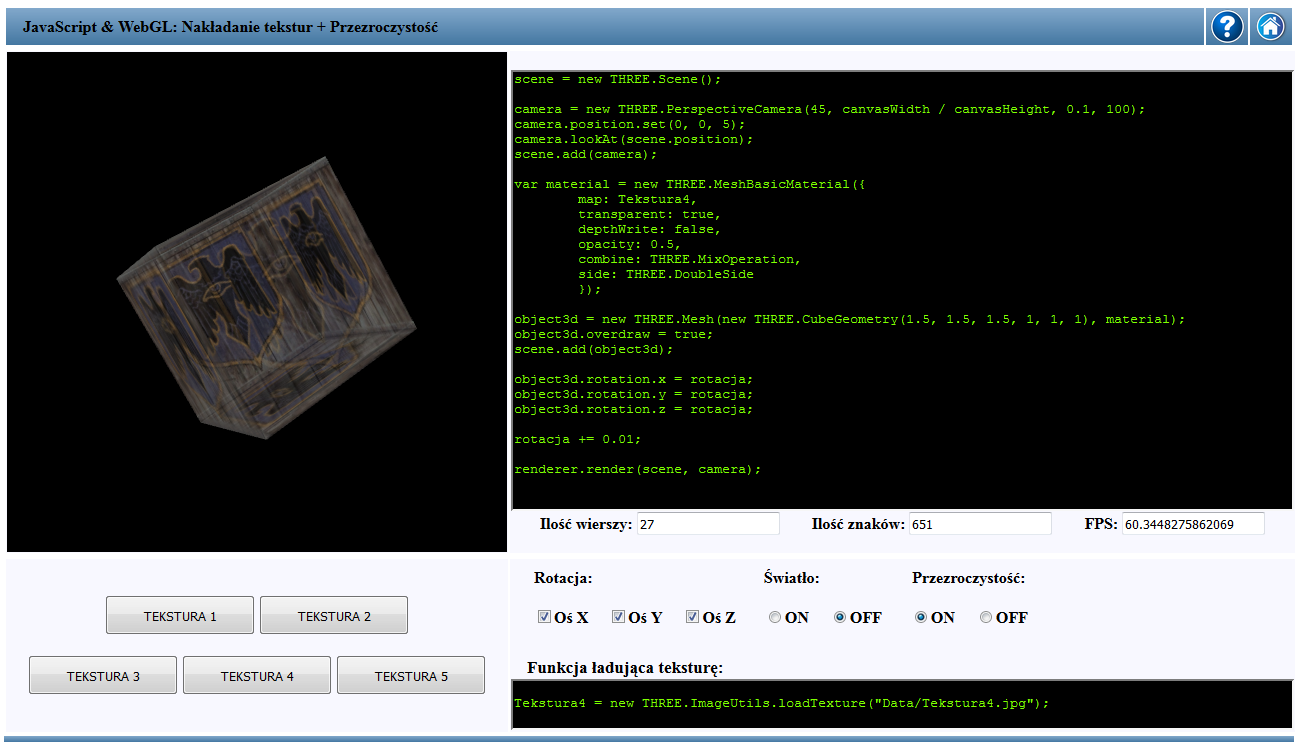 JavaScript & WebGL: Nakładanie tekstur + Przezroczystość
?
scene = new THREE.Scene();
camera = new THREE.PerspectiveCamera(45, canvasWidth / canvasHeight, 0.1, 100);
camera.position.set(0, 0, 5);
camera.lookAt(scene.position);
scene.add(camera);
var material = new THREE.MeshBasicMaterial({
map: Tekstura4,
transparent: true,
depthWrite: false,
opacity: 0.5,
combine: THREE.MixOperation,
side: THREE.DoubleSide
});
object3d = new THREE.Mesh(new THREE.CubeGeometry(1.5, 1.5, 1.5, 1, 1, 1), material);
object3d.overdraw = true;
scene.add(object3d);
object3d.rotation.x = rotacja;
object3d.rotation.y = rotacja;
object3d.rotation.z = rotacja;
rotacja += 0.01;
renderer.render(scene, camera);
Ilość wierszy: 27 Ilość znaków: 651 FPS: 60.3448275862069
TEKSTURA 1 TEKSTURA 2
TEKSTURA 3 TEKSTURA 4 TEKSTURA 5
Rotacja: Światło: Przezroczystość:
Oś X Oś Y Oś Z ON OFF ON OFF
Funkcja ładująca teksturę:
Tekstura4 = new THREE.ImageUtils.loadTexture("Data/Tekstura4.jpg");